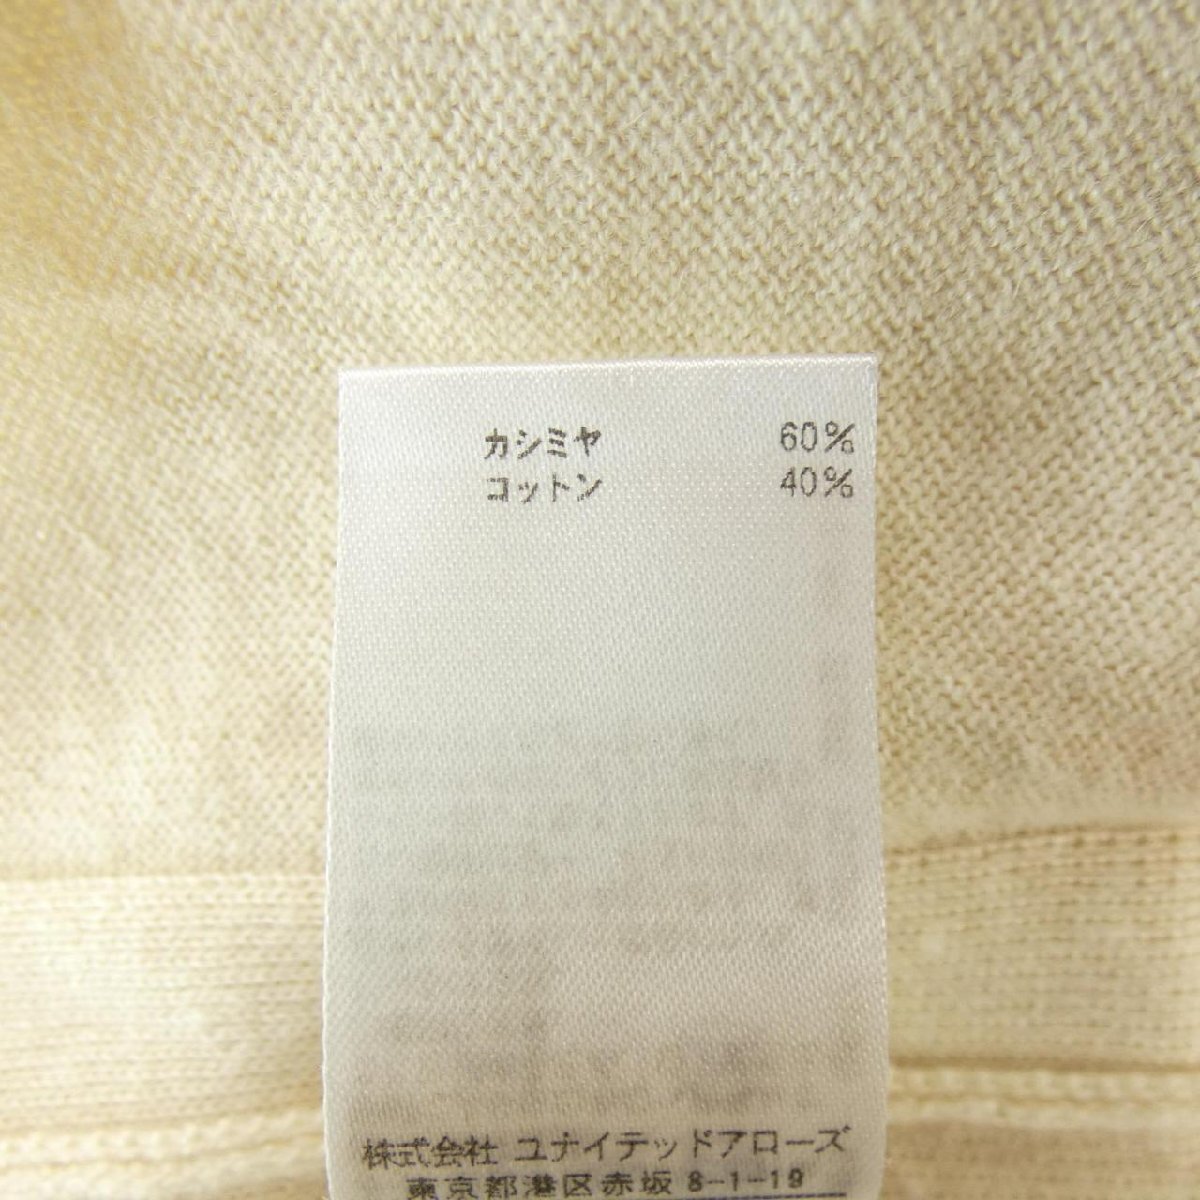 カシミヤ 60%
コットン 40%
株式会社 ユナイテッドアローズ
東京都港区赤坂 8-1-19